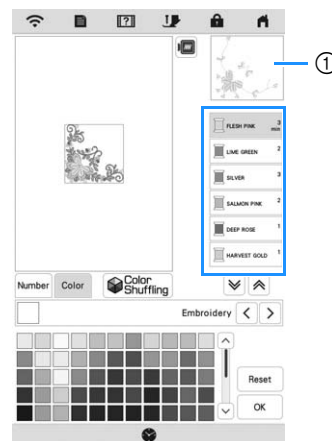 ?
①
FLESH PINK 3 min
LIME GREEN 2
SILVER 3
SALMON PINK 2
DEEP ROSE 1
HARVEST GOLD 1
Number Color Color Shuffling
Embroidery
Reset
OK